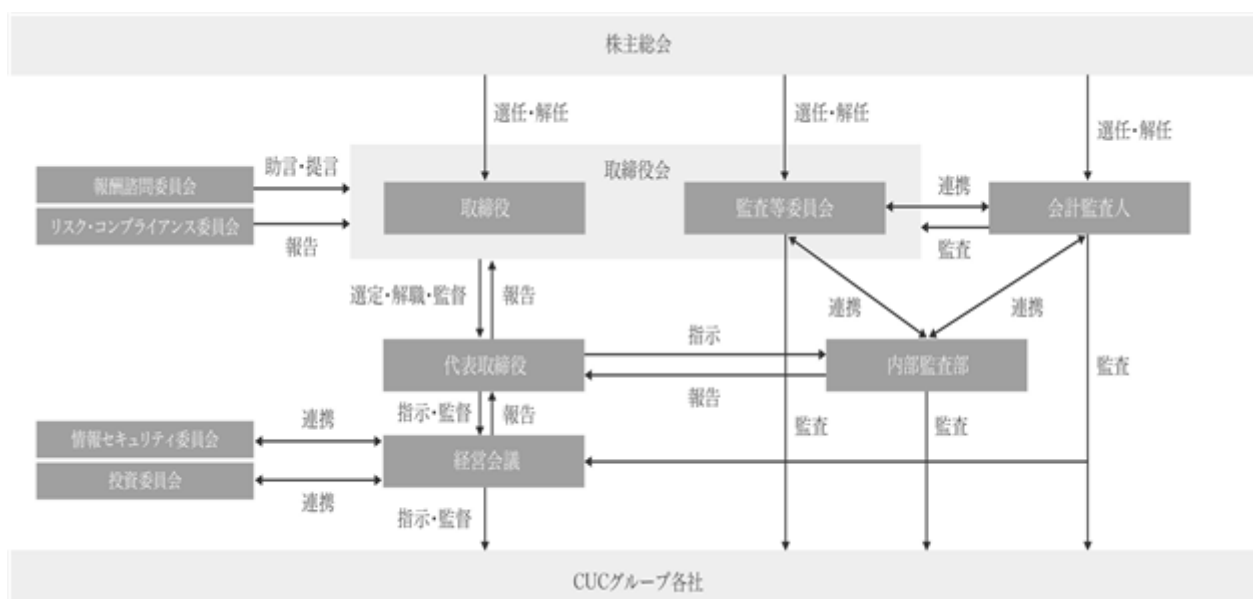 株主総会
選任・解任
選任・解任
選任・解任
取締役会
報酬諮問委員会
助言・提言
リスク・コンプライアンス委員会
報告
取締役
監査等委員会
連携
会計監査人
監査
選定・解職・監督
報告
連携
連携
代表取締役
指示
報告
内部監査部
監査
指示・監督
報告
監査
監査
情報セキュリティ委員会
連携
経営会議
投資委員会
連携
指示・監督
CUCグループ各社